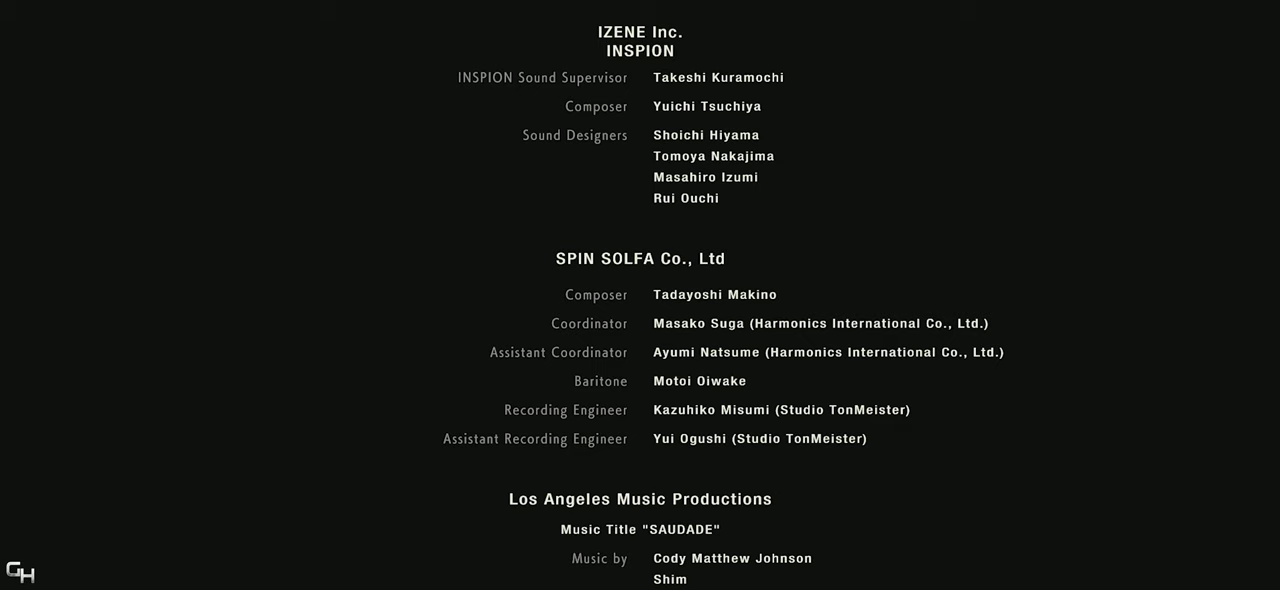 IZENE Inc.
INSPION
INSPION Sound Supervisor Takeshi Kuramochi
Composer Yuichi Tsuchiya
Sound Designers Shoichi Hiyama
Tomoya Nakajima
Masahiro Izumi
Rui Ouchi
SPIN SOLFA Co., Ltd
Composer Tadayoshi Makino
Coordinator Masako Suga (Harmonics International Co., Ltd.)
Assistant Coordinator Ayumi Natsume (Harmonics International Co., Ltd.)
Baritone Motoi Oiwake
Recording Engineer Kazuhiko Misumi (Studio TonMeister)
Assistant Recording Engineer Yui Ogushi (Studio TonMeister)
Los Angeles Music Productions
Music Title "SAUDADE"
Music by Cody Matthew Johnson
Shim
GH